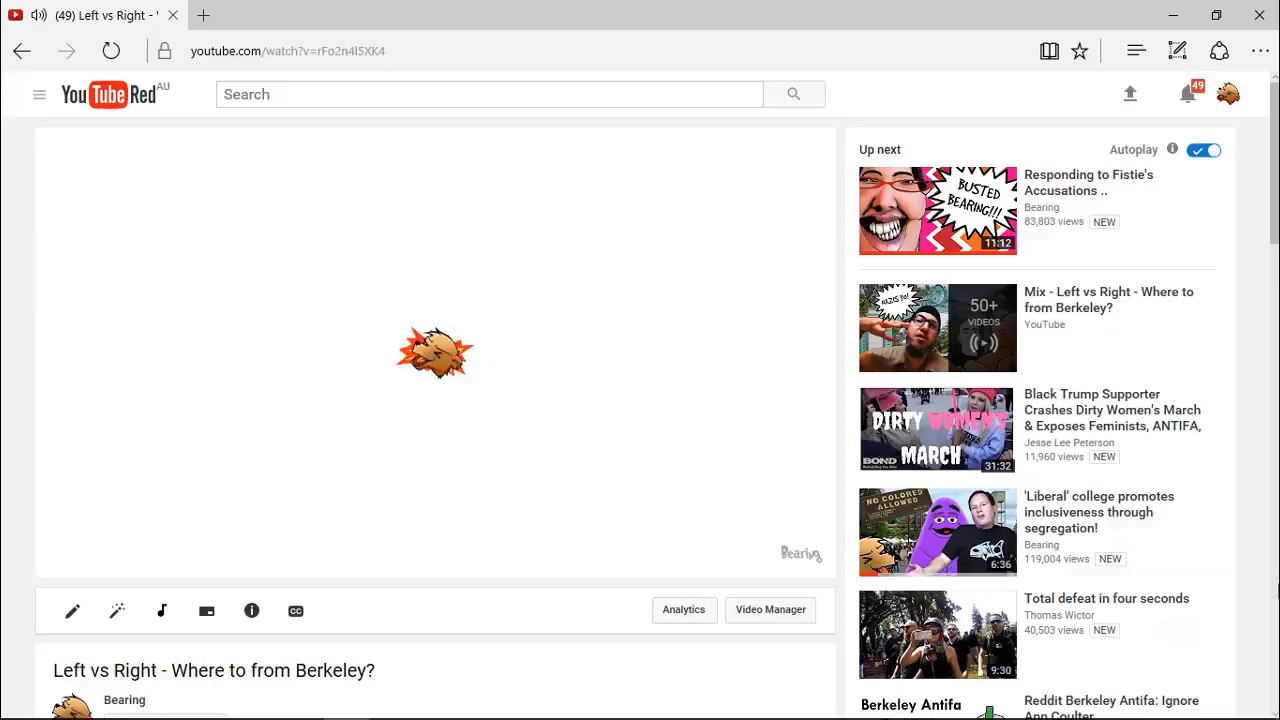 (49) Left vs Right - '
youtube.com/watch?v=rFo2n4l5XK4
YouTube Red AU
Search
49
Up next
Autoplay
BUSTED
BEARING!!!
11:12
Responding to Fistie's
Accusations ..
Bearing
83,803 views NEW
NAZIS YO!
50+
VIDEOS
Mix - Left vs Right - Where to
from Berkeley?
YouTube
DIRTY WOMEN'S
MARCH
BOND
31:32
Black Trump Supporter
Crashes Dirty Women's March
& Exposes Feminists, ANTIFA,
Jesse Lee Peterson
11,960 views NEW
NO COLORED
ALLOWED
6:36
'Liberal' college promotes
inclusiveness through
segregation!
Bearing
119,004 views NEW
9:30
Total defeat in four seconds
Thomas Wictor
40,503 views NEW
Berkeley Antifa
Reddit Berkeley Antifa: Ignore
Ann Coulter
Bearing
CC
Analytics
Video Manager
Left vs Right - Where to from Berkeley?
Bearing